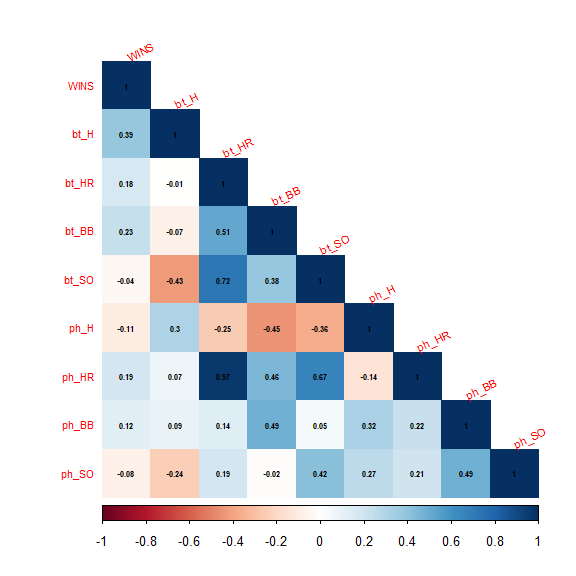 WINS
WINS 1 bt_H
bt_H 0.39 1 bt_HR
bt_HR 0.18 -0.01 1 bt_BB
bt_BB 0.23 -0.07 0.51 1 bt_SO
bt_SO -0.04 -0.43 0.72 0.38 1 ph_H
ph_H -0.11 0.3 -0.25 -0.45 -0.36 1 ph_HR
ph_HR 0.19 0.07 0.97 0.46 0.67 -0.14 1 ph_BB
ph_BB 0.12 0.09 0.14 0.49 0.05 0.32 0.22 1 ph_SO
ph_SO -0.08 -0.24 0.19 -0.02 0.42 0.27 0.21 0.49 1
-1 -0.8 -0.6 -0.4 -0.2 0 0.2 0.4 0.6 0.8 1